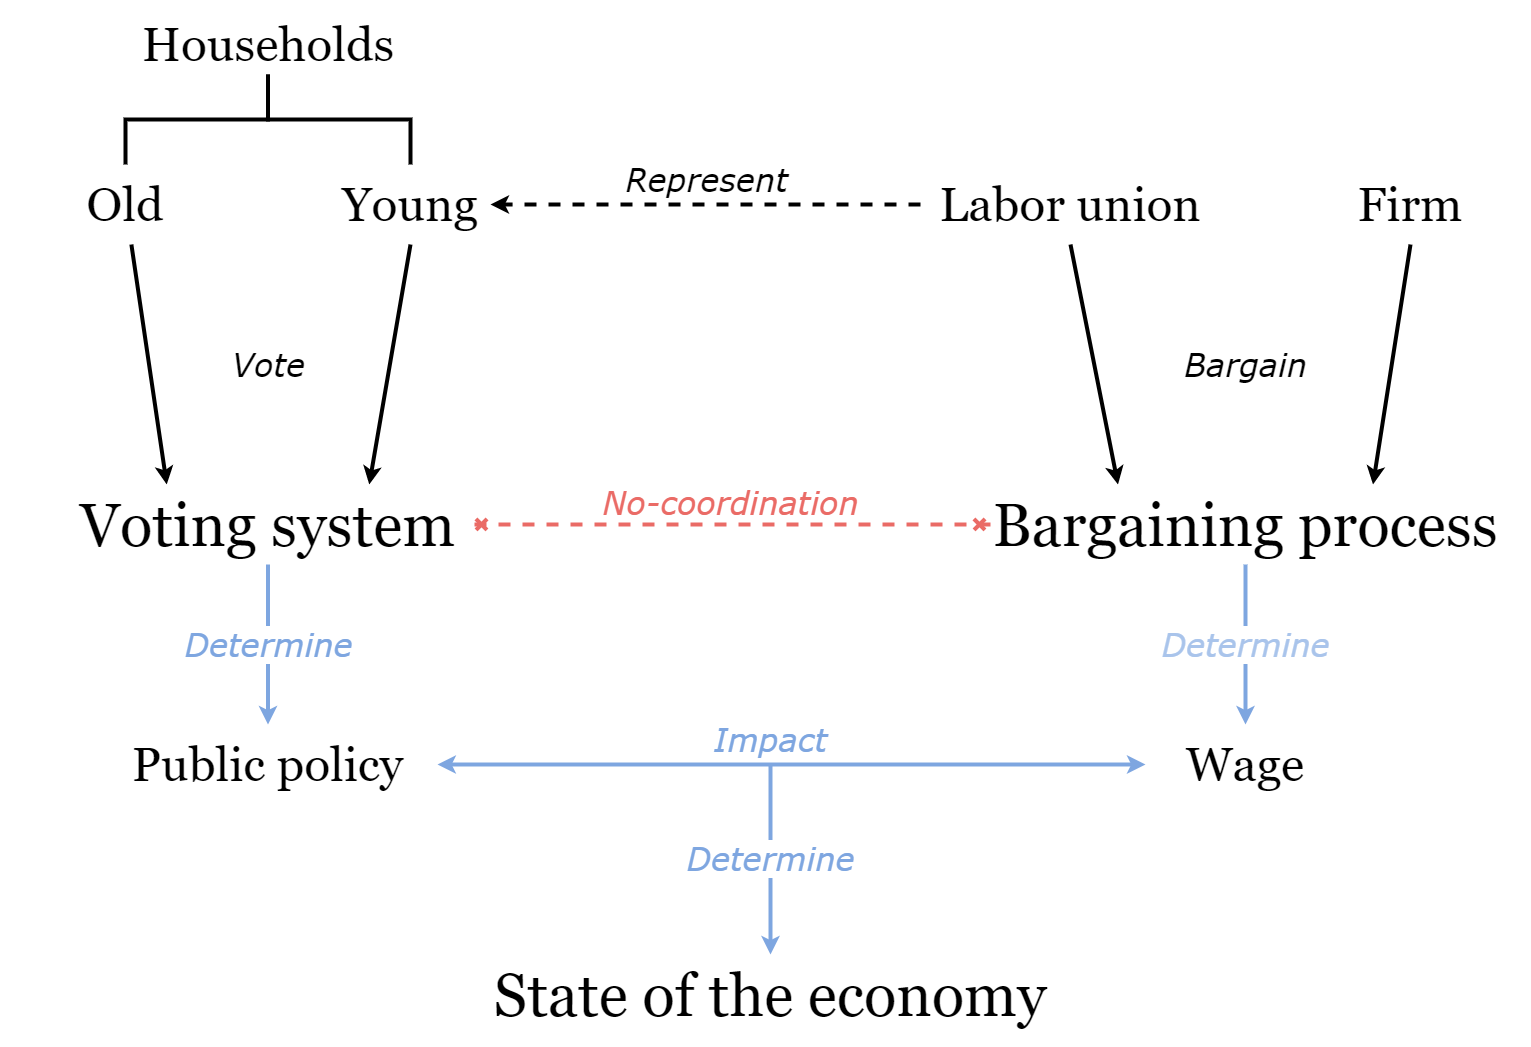 Households
Old
Young
Represent
Labor union
Firm
Vote
Bargain
Voting system
No-coordination
Bargaining process
Determine
Determine
Public policy
Impact
Wage
Determine
State of the economy